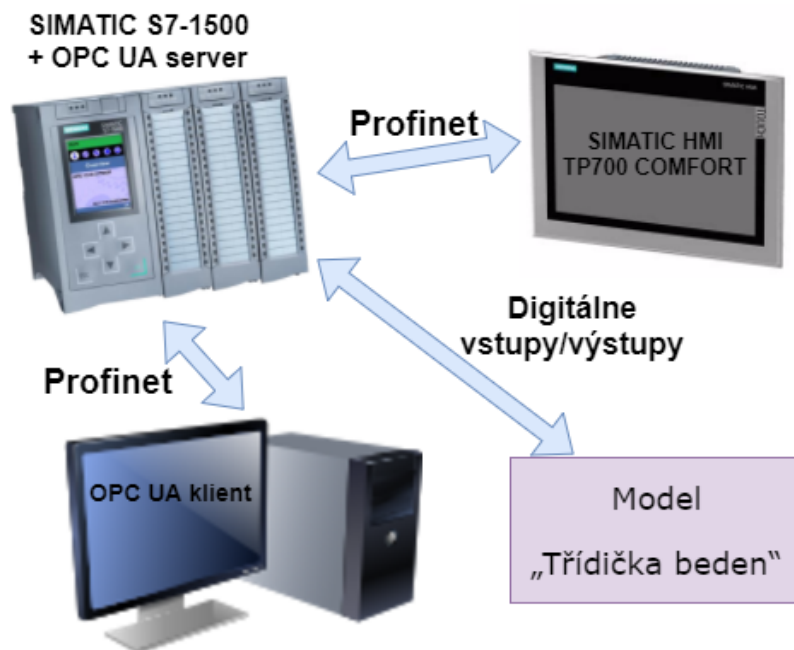 SIMATIC S7-1500
+ OPC UA server
Profinet
SIMATIC HMI
TP700 COMFORT
Digitálne
vstupy/výstupy
Profinet
OPC UA klient
Model
„Třídička beden“